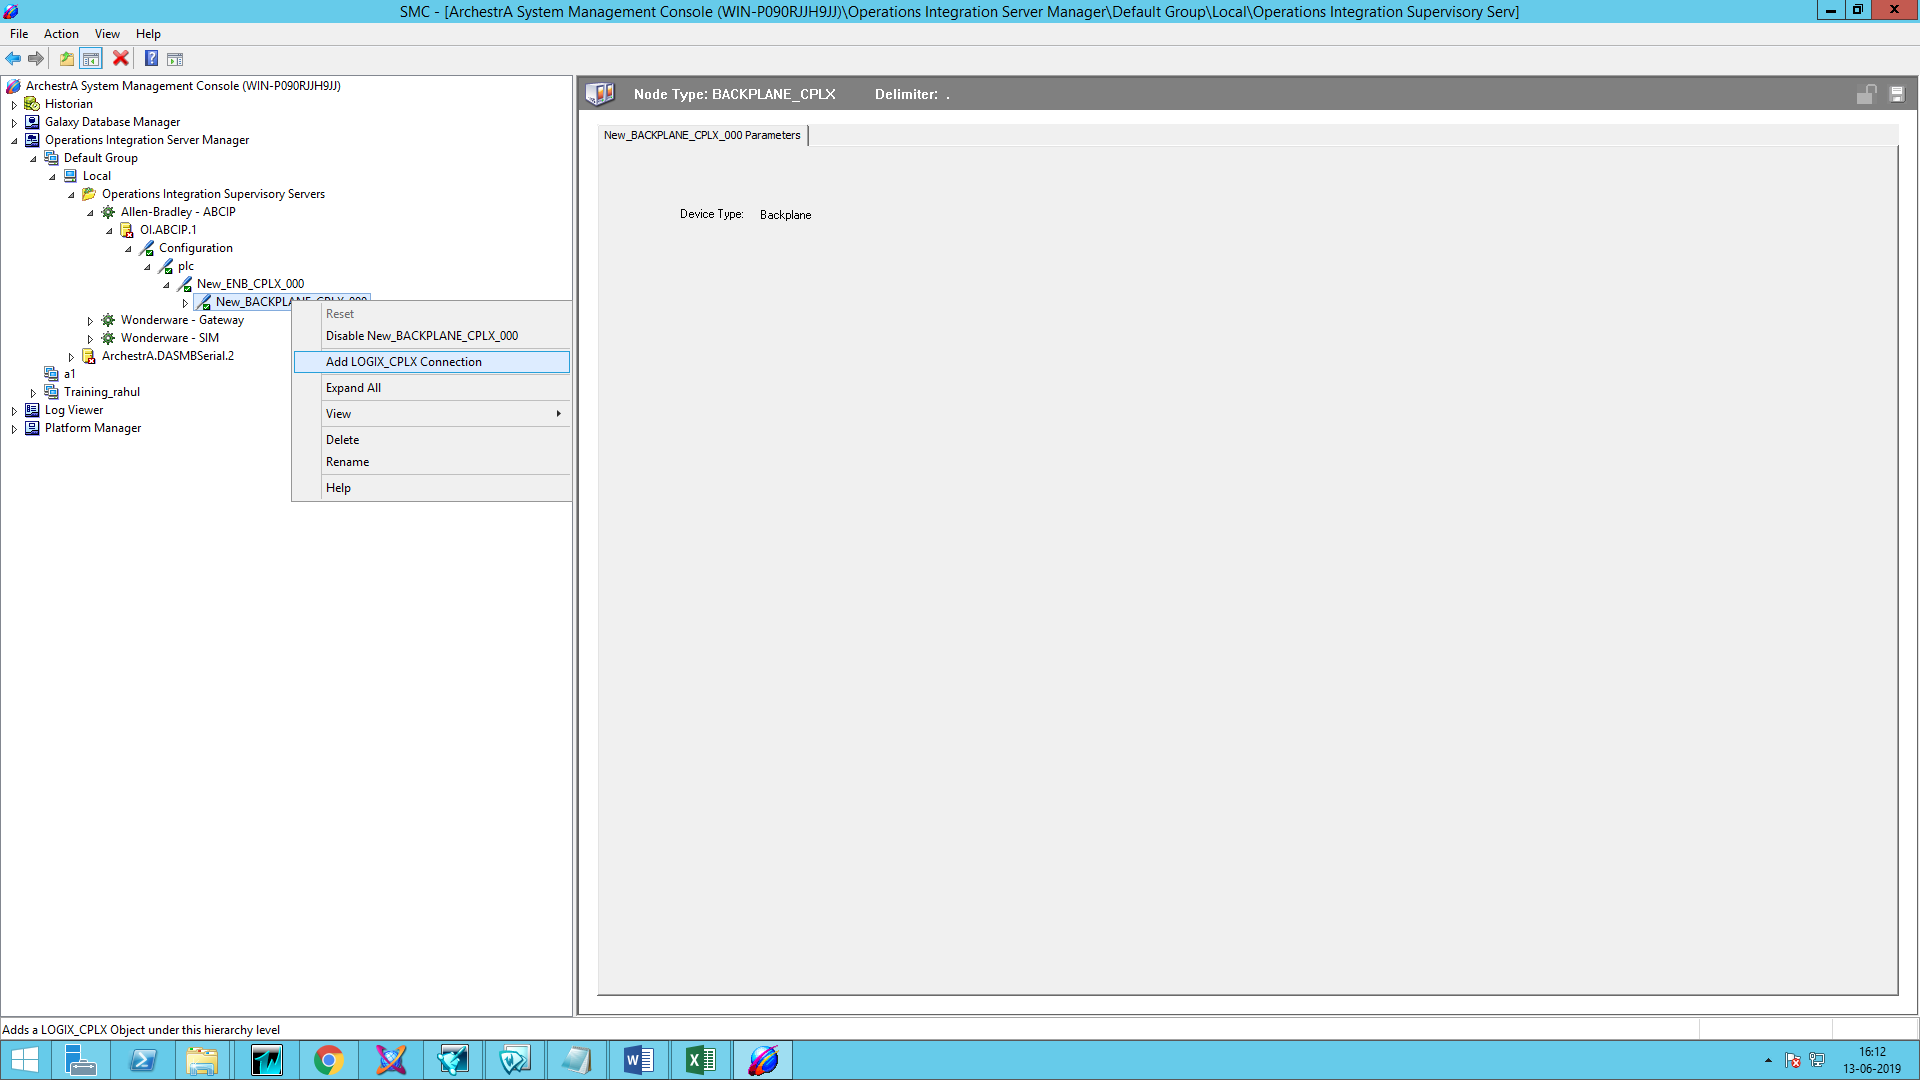 SMC - [ArchestrA System Management Console (WIN-P090RJJH9JJ)\Operations Integration Server Manager\Default Group\Local\Operations Integration Supervisory Serv]
File Action View Help
ArchestrA System Management Console (WIN-P090RJJH9JJ)
Historian
Galaxy Database Manager
Operations Integration Server Manager
Default Group
Local
Operations Integration Supervisory Servers
Allen-Bradley - ABCIP
OI.ABCIP.1
Configuration
plc
New_ENB_CPLX_000
New_BACKPLANE_CPLX_000
Wonderware - Gateway
Wonderware - SIM
ArchestrA.DASMBSerial.2
a1
Training_rahul
Log Viewer
Platform Manager
Reset
Disable New_BACKPLANE_CPLX_000
Add LOGIX_CPLX Connection
Expand All
View
Delete
Rename
Help
Node Type: BACKPLANE_CPLX Delimiter: .
New_BACKPLANE_CPLX_000 Parameters
Device Type: Backplane
Adds a LOGIX_CPLX Object under this hierarchy level
16:12
13-06-2019